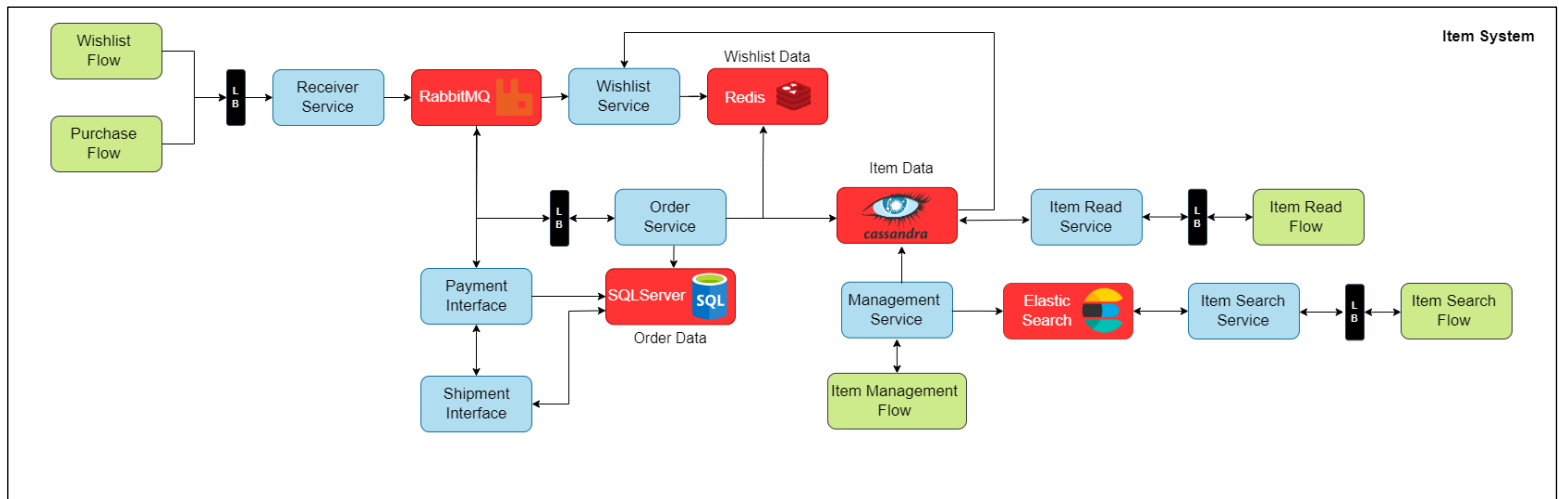 Item System
Wishlist
Flow
Purchase
Flow
L
B
Receiver
Service
RabbitMQ
Wishlist
Service
Wishlist Data
Redis
Item Data
cassandra
L
B
Order
Service
Item Read
Service
L
B
Item Read
Flow
Payment
Interface
SQLServer
SQL
Order Data
Management
Service
Elastic
Search
Item Search
Service
L
B
Item Search
Flow
Shipment
Interface
Item Management
Flow